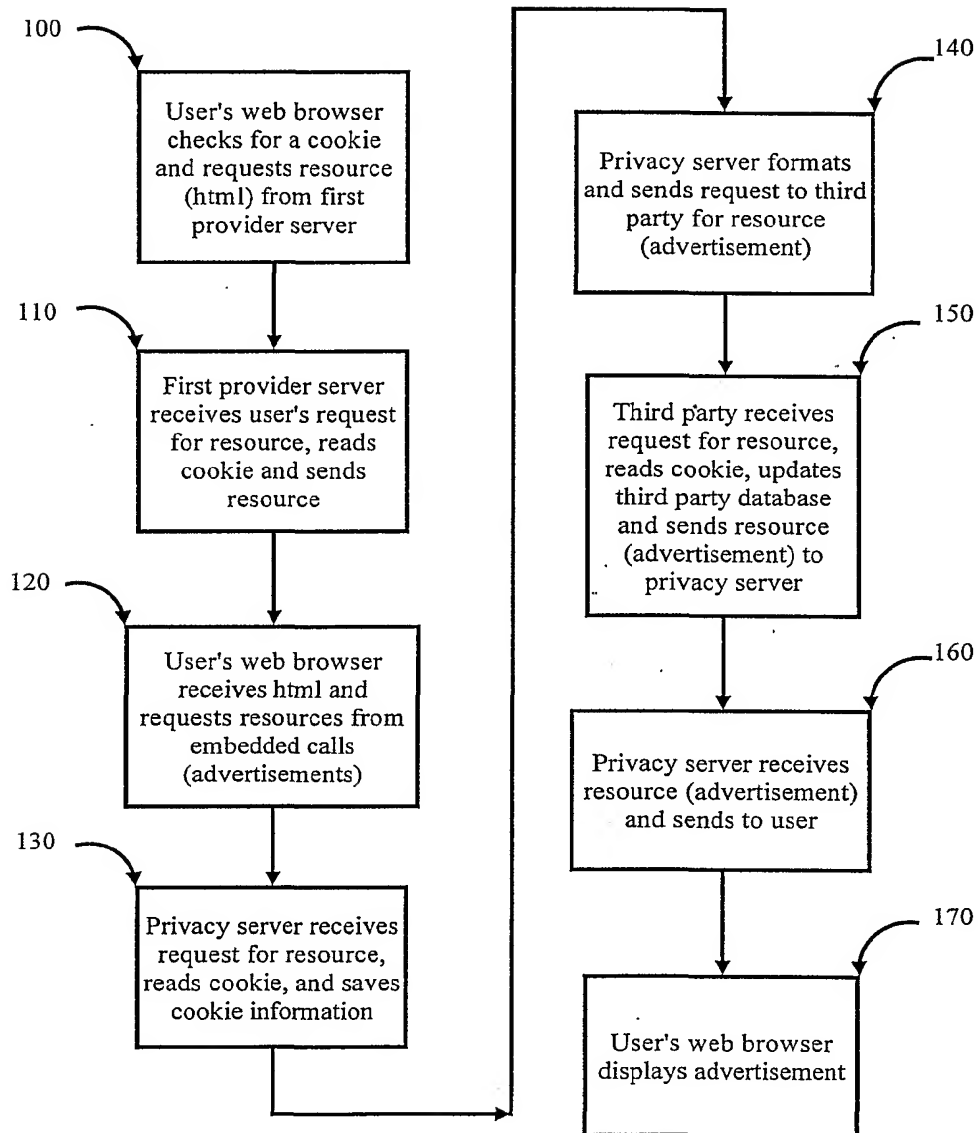 100
User's web browser
checks for a cookie
and requests resource
(html) from first
provider server
110
First provider server
receives user's request
for resource, reads
cookie and sends
resource
120
User's web browser
receives html and
requests resources from
embedded calls
(advertisements)
130
Privacy server receives
request for resource,
reads cookie, and saves
cookie information
140
Privacy server formats
and sends request to third
party for resource
(advertisement)
150
Third party receives
request for resource,
reads cookie, updates
third party database
and sends resource
(advertisement) to
privacy server
160
Privacy server receives
resource (advertisement)
and sends to user
170
User's web browser
displays advertisement